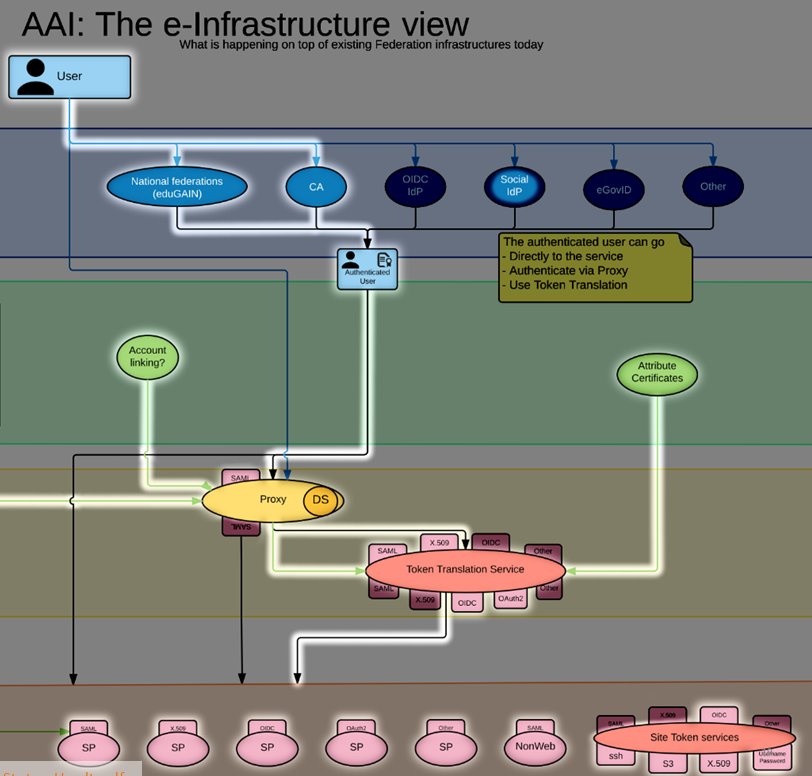 AAI: The e-Infrastructure view
What is happening on top of existing Federation infrastructures today
User
National federations
(eduGAIN)
CA
OIDC
IdP
Social
IdP
eGovID
Other
The authenticated user can go
- Directly to the service
- Authenticate via Proxy
- Use Token Translation
Authenticated
User
Account
linking?
Attribute
Certificates
SAML
Proxy
DS
SAML
SAML
X.509
OIDC
Other
Token Translation Service
SAML
X.509
OIDC
OAuth2
Other
SAML
SP
X.509
SP
OIDC
SP
OAuth2
SP
Other
SP
SAML
NonWeb
SAML
X.509
OIDC
Other
Site Token services
ssh
S3
X.509
Username
Password